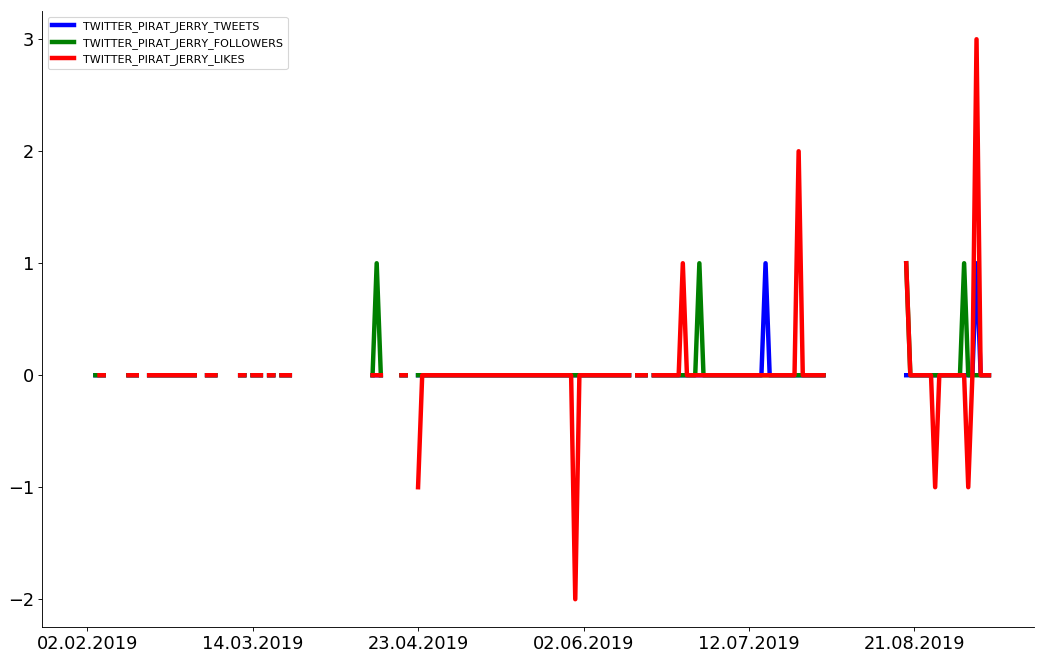 TWITTER_PIRAT_JERRY_TWEETS
TWITTER_PIRAT_JERRY_FOLLOWERS
TWITTER_PIRAT_JERRY_LIKES
3
2
1
0
−1
−2
02.02.2019 14.03.2019 23.04.2019 02.06.2019 12.07.2019 21.08.2019